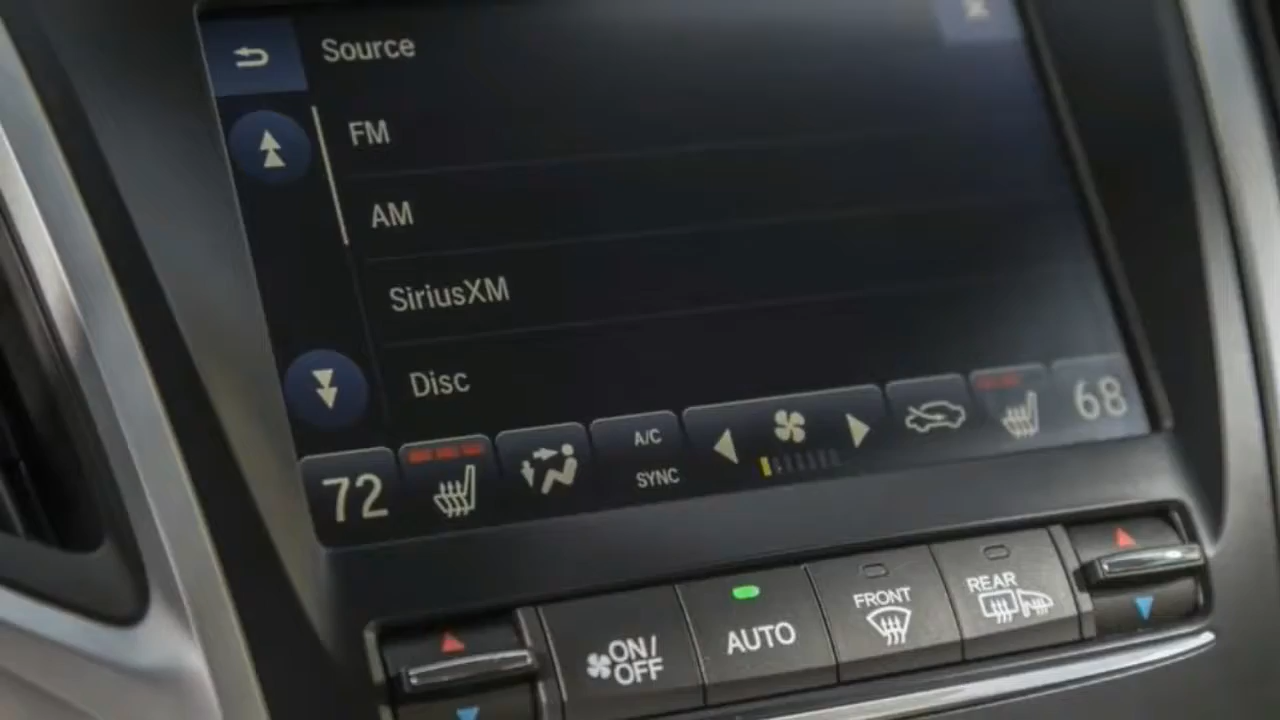 Source
FM
AM
SiriusXM
Disc
72
A/C
SYNC
68
ON/
OFF
AUTO
FRONT
REAR